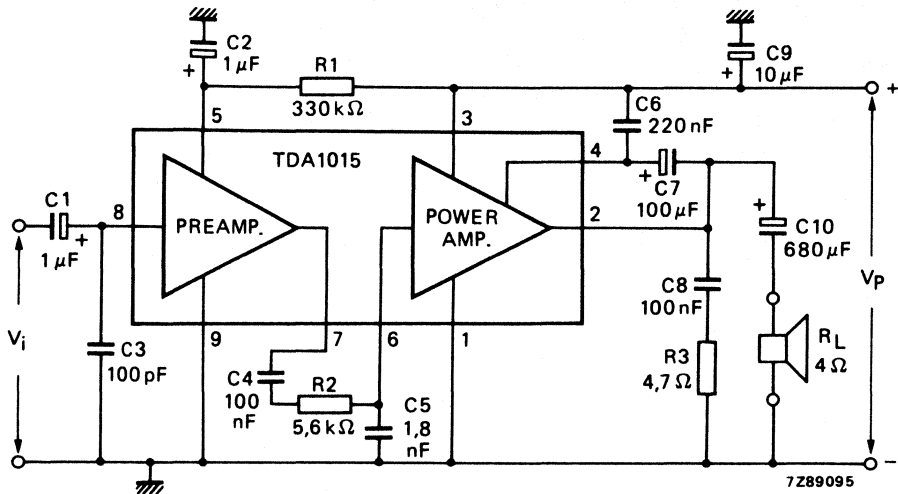 C2
1 µF
+
R1
330 kΩ
C9
10 µF
+
+
5
3
C6
220 nF
TDA1015
4
+
C7
100 µF
C1
+
1 µF
8
PREAMP.
POWER
AMP.
2
+
C10
680 µF
Vi
VP
C3
100 pF
9
7
6
1
C8
100 nF
R3
4,7 Ω
RL
4 Ω
C4
100
nF
R2
5,6 kΩ
C5
1,8
nF
−
7Z89095